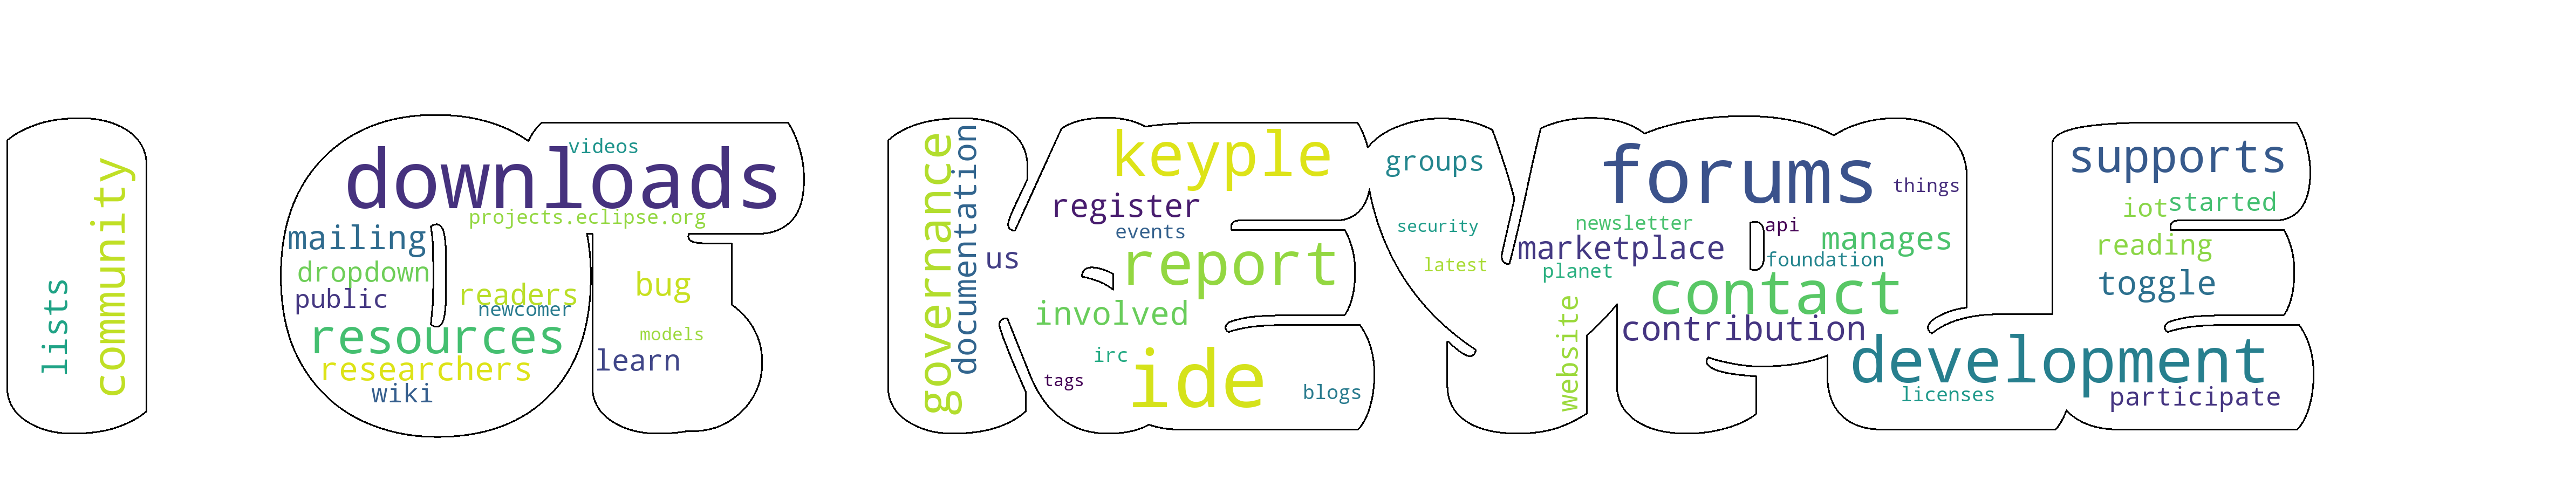 lists
community
videos
downloads
projects.eclipse.org
mailing
dropdown
public
readers
newcomer
resources
researchers
wiki
bug
models
learn
governance
documentation
us
keyple
register
events
report
involved
irc
tags
ide
blogs
groups
security
latest
forums
things
newsletter
api
marketplace
manages
planet
foundation
contact
website
contribution
development
licenses
participate
supports
iot
started
reading
toggle